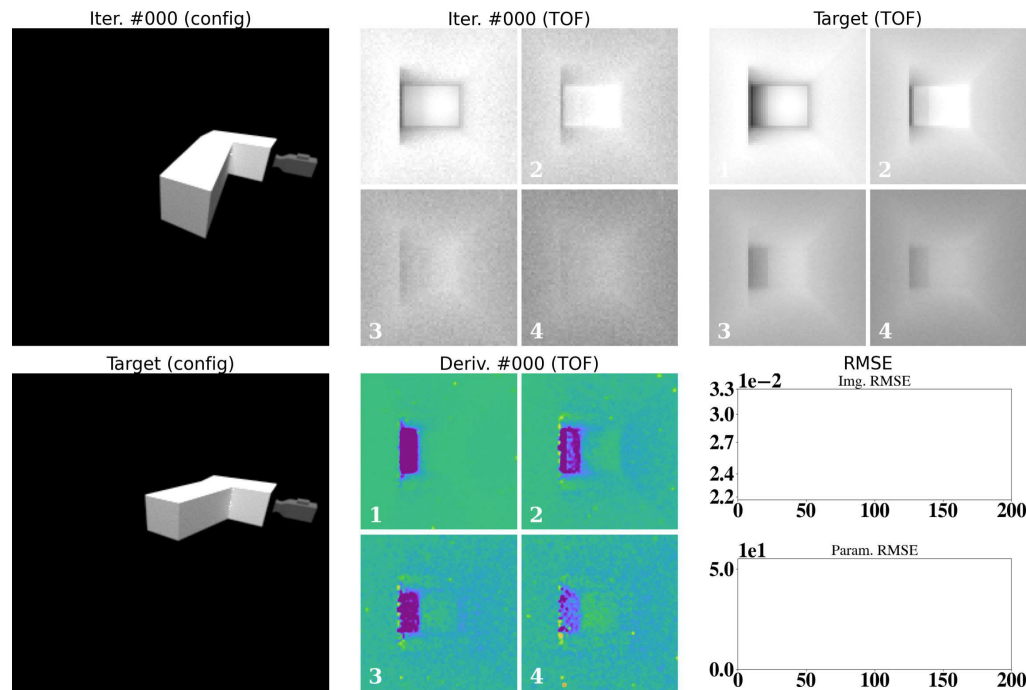 Iter. #000 (config)
Iter. #000 (TOF)
Target (TOF)
1
2
1
2
3
4
3
4
Target (config)
Deriv. #000 (TOF)
RMSE
1
2
3
4
Img. RMSE
1e−2
3.3
3.0
2.7
2.4
2.2
0
50
100
150
200
Param. RMSE
1e1
5.0
0.0
0
50
100
150
200